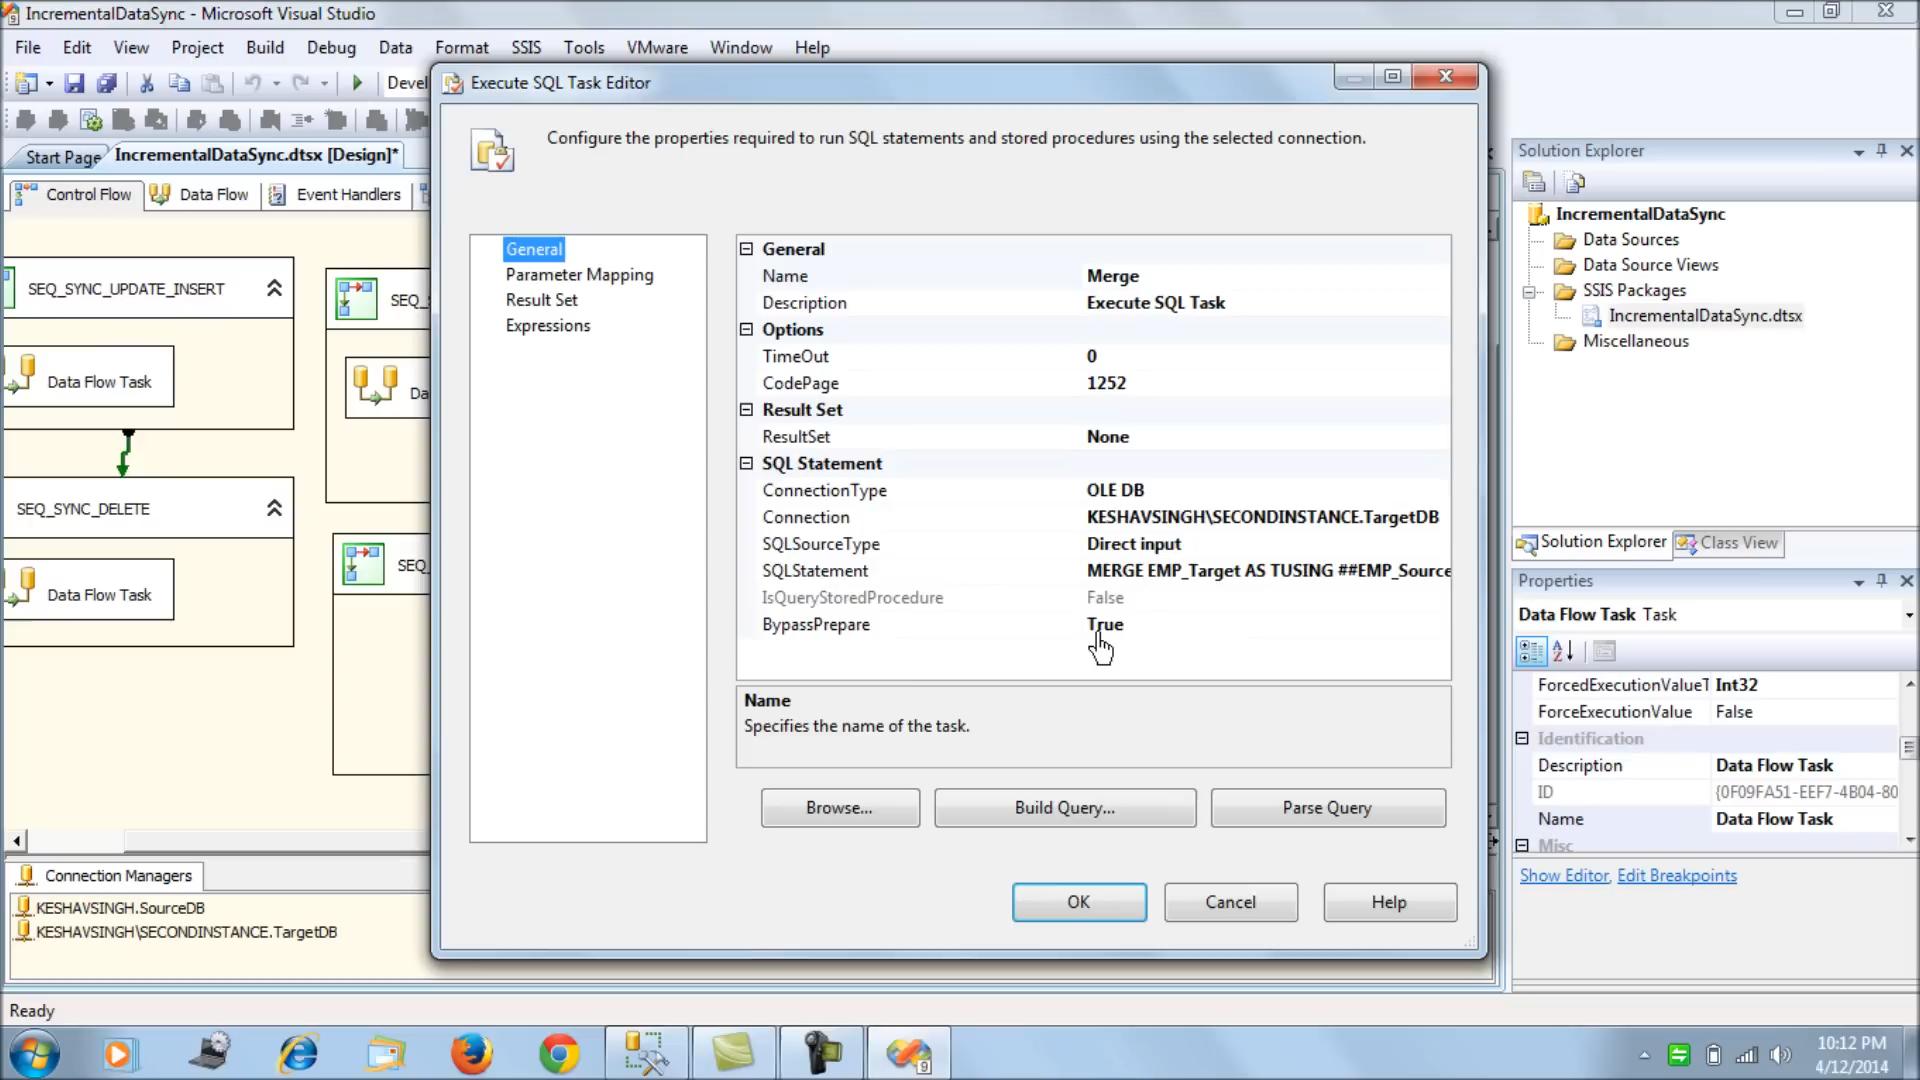 IncrementalDataSync - Microsoft Visual Studio
File Edit View Project Build Debug Data Format SSIS Tools VMware Window Help
Devel
Execute SQL Task Editor
Configure the properties required to run SQL statements and stored procedures using the selected connection.
Start Page IncrementalDataSync.dtsx [Design]*
Control Flow Data Flow Event Handlers
SEQ_SYNC_UPDATE_INSERT
Data Flow Task
SEQ_SYNC_DELETE
Data Flow Task
SEQ_
Da
SEQ_
General
Parameter Mapping
Result Set
Expressions
General
Name Merge
Description Execute SQL Task
Options
TimeOut 0
CodePage 1252
Result Set
ResultSet None
SQL Statement
ConnectionType OLE DB
Connection KESHAVSINGH\SECONDINSTANCE.TargetDB
SQLSourceType Direct input
SQLStatement MERGE EMP_Target AS TUSING ##EMP_Source
IsQueryStoredProcedure False
BypassPrepare True
Name
Specifies the name of the task.
Browse... Build Query... Parse Query
OK Cancel Help
Connection Managers
KESHAVSINGH.SourceDB
KESHAVSINGH\SECONDINSTANCE.TargetDB
Solution Explorer
IncrementalDataSync
Data Sources
Data Source Views
SSIS Packages
IncrementalDataSync.dtsx
Miscellaneous
Solution Explorer Class View
Properties
Data Flow Task Task
ForcedExecutionValueT Int32
ForceExecutionValue False
Identification
Description Data Flow Task
ID {0F09FA51-EEF7-4B04-80
Name Data Flow Task
Misc
Show Editor, Edit Breakpoints
Ready
9
10:12 PM
4/12/2014